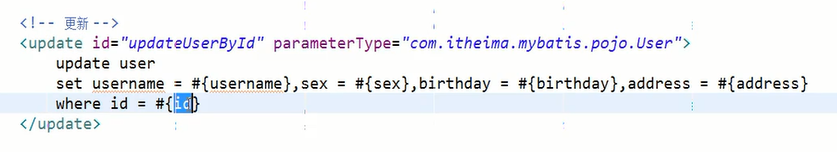 <!-- 更新 -->
<update id="updateUserById" parameterType="com.itheima.mybatis.pojo.User">
update user
set username = #{username},sex = #{sex},birthday = #{birthday},address = #{address}
where id = #{id}
</update>